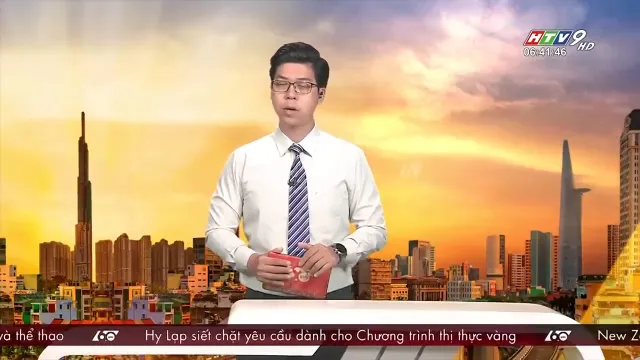 HTV9 HD
06:41:46
và thể thao
Hy Lạp siết chặt yêu cầu dành cho Chương trình thị thực vàng
New Z